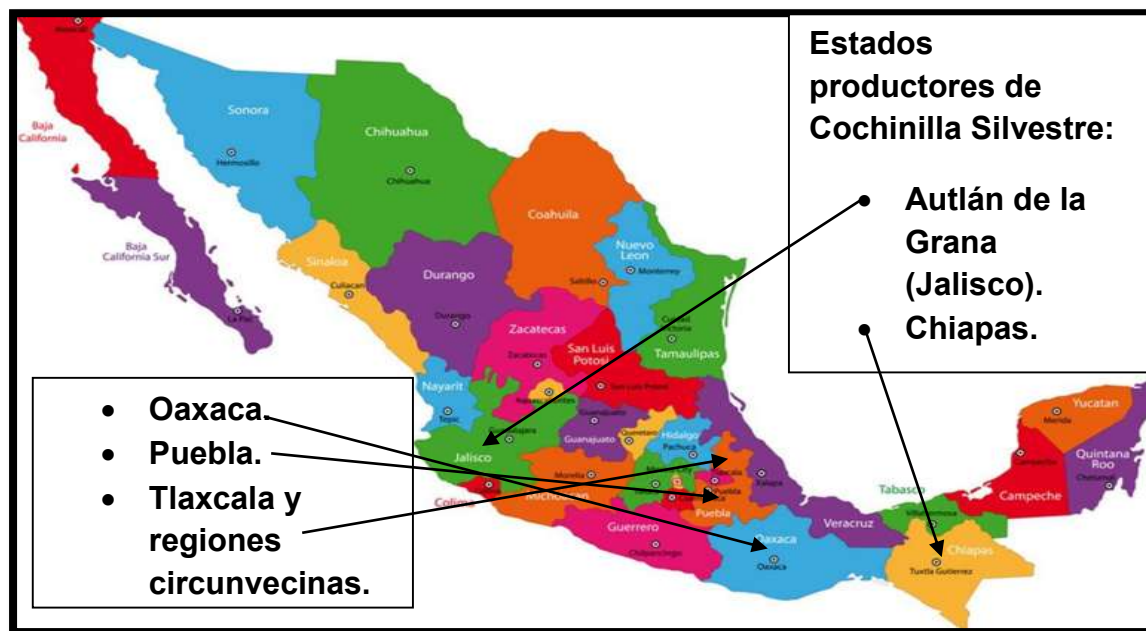 Estados
productores de
Cochinilla Silvestre:
• Autlán de la
Grana
(Jalisco).
• Chiapas.
• Oaxaca.
• Puebla.
• Tlaxcala y
regiones
circunvecinas.
Baja
California
Sonora
Hermosillo
Chihuahua
Chihuahua
Coahuila
Saltillo
Nuevo
Leon
Monterrey
Baja
California Sur
La Paz
Sinaloa
Culiacan
Durango
Durango
Zacatecas
Zacatecas
San Luis
Potosi
San Luis Potosi
Ciudad
Victoria
Tamaulipas
Nayarit
Tepic
Aguascalientes
Guanajuato
Guanajuato
Queretaro
Hidalgo
Pachuca
Jalisco
Guadalajara
Colima
Morelia
Michoacan
Puebla
Puebla
Xalapa
Veracruz
Guerrero
Chilpancingo
Oaxaca
Oaxaca
Tabasco
Villahermosa
Chiapas
Tuxtla Gutierrez
Campeche
Campeche
Yucatan
Merida
Quintana
Roo
Chetumal